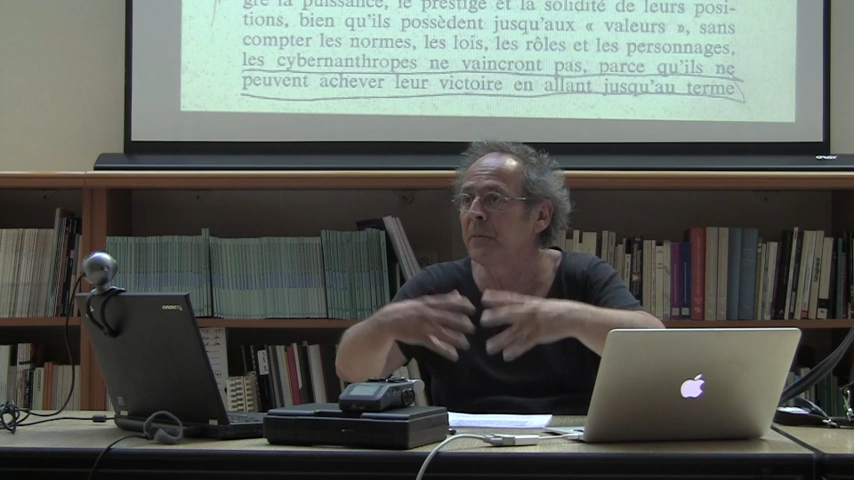 gré la puissance, le prestige et la solidité de leurs posi-
tions, bien qu'ils possèdent jusqu'aux « valeurs », sans
compter les normes, les lois, les rôles et les personnages,
les cybernanthropes ne vaincront pas, parce qu'ils ne
peuvent achever leur victoire en allant jusqu'au terme
lenovo